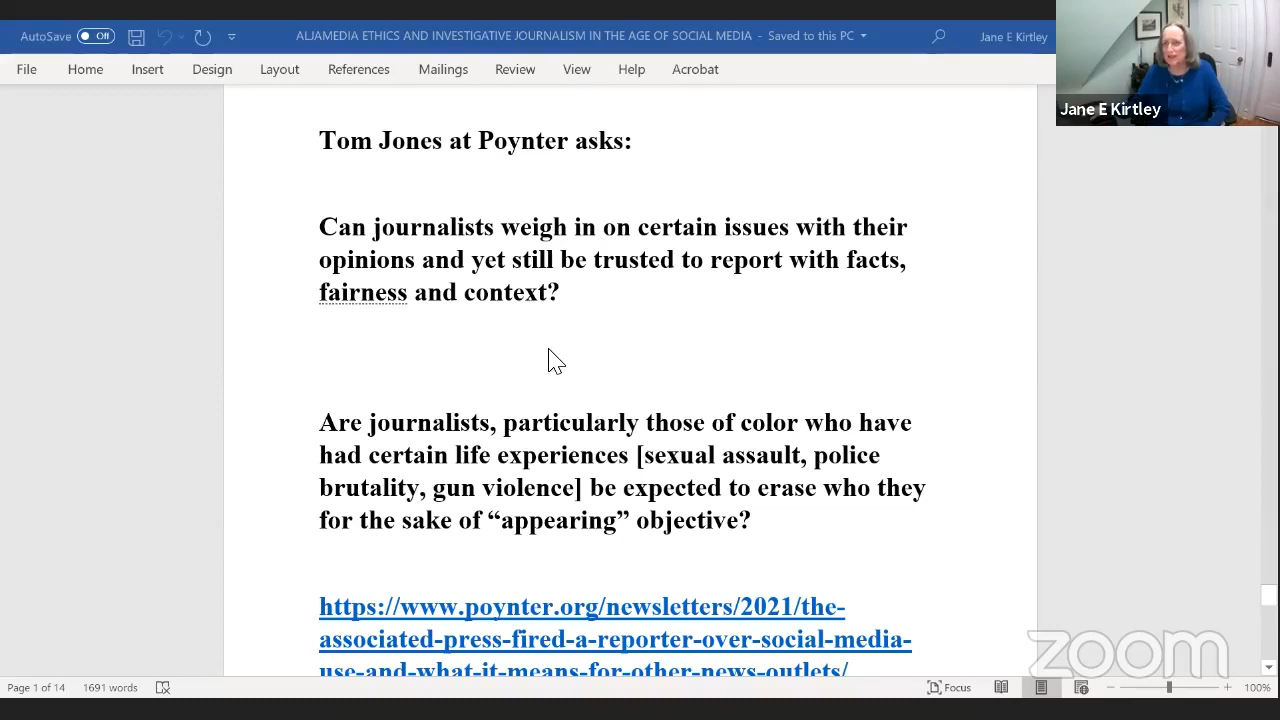 AutoSave Off
ALJAMEDIA ETHICS AND INVESTIGATIVE JOURNALISM IN THE AGE OF SOCIAL MEDIA - Saved to this PC
Jane E Kirtley
File Home Insert Design Layout References Mailings Review View Help Acrobat
Jane E Kirtley
Tom Jones at Poynter asks:
Can journalists weigh in on certain issues with their
opinions and yet still be trusted to report with facts,
fairness and context?
Are journalists, particularly those of color who have
had certain life experiences [sexual assault, police
brutality, gun violence] be expected to erase who they
for the sake of “appearing” objective?
https://www.poynter.org/newsletters/2021/the-
associated-press-fired-a-reporter-over-social-media-
use-and-what-it-means-for-other-news-outlets/
zoom
Page 1 of 14 1691 words Focus 100%